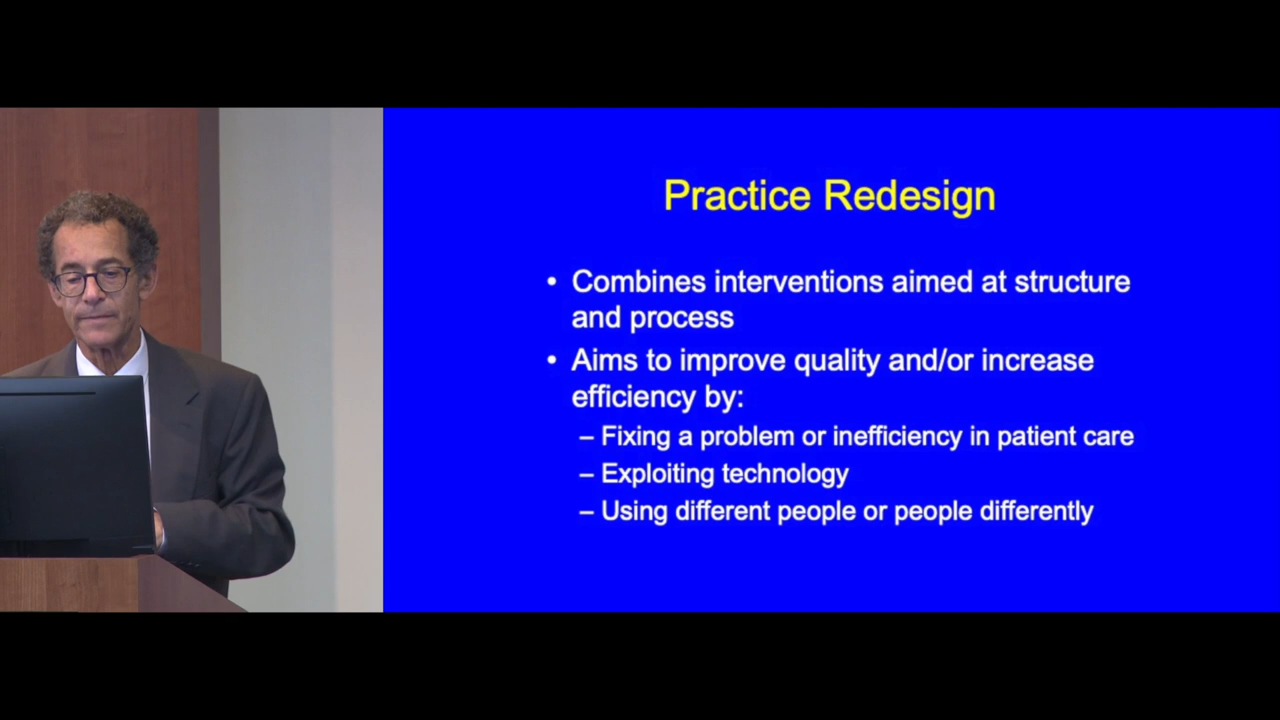 Practice Redesign
• Combines interventions aimed at structure
and process
• Aims to improve quality and/or increase
efficiency by:
– Fixing a problem or inefficiency in patient care
– Exploiting technology
– Using different people or people differently